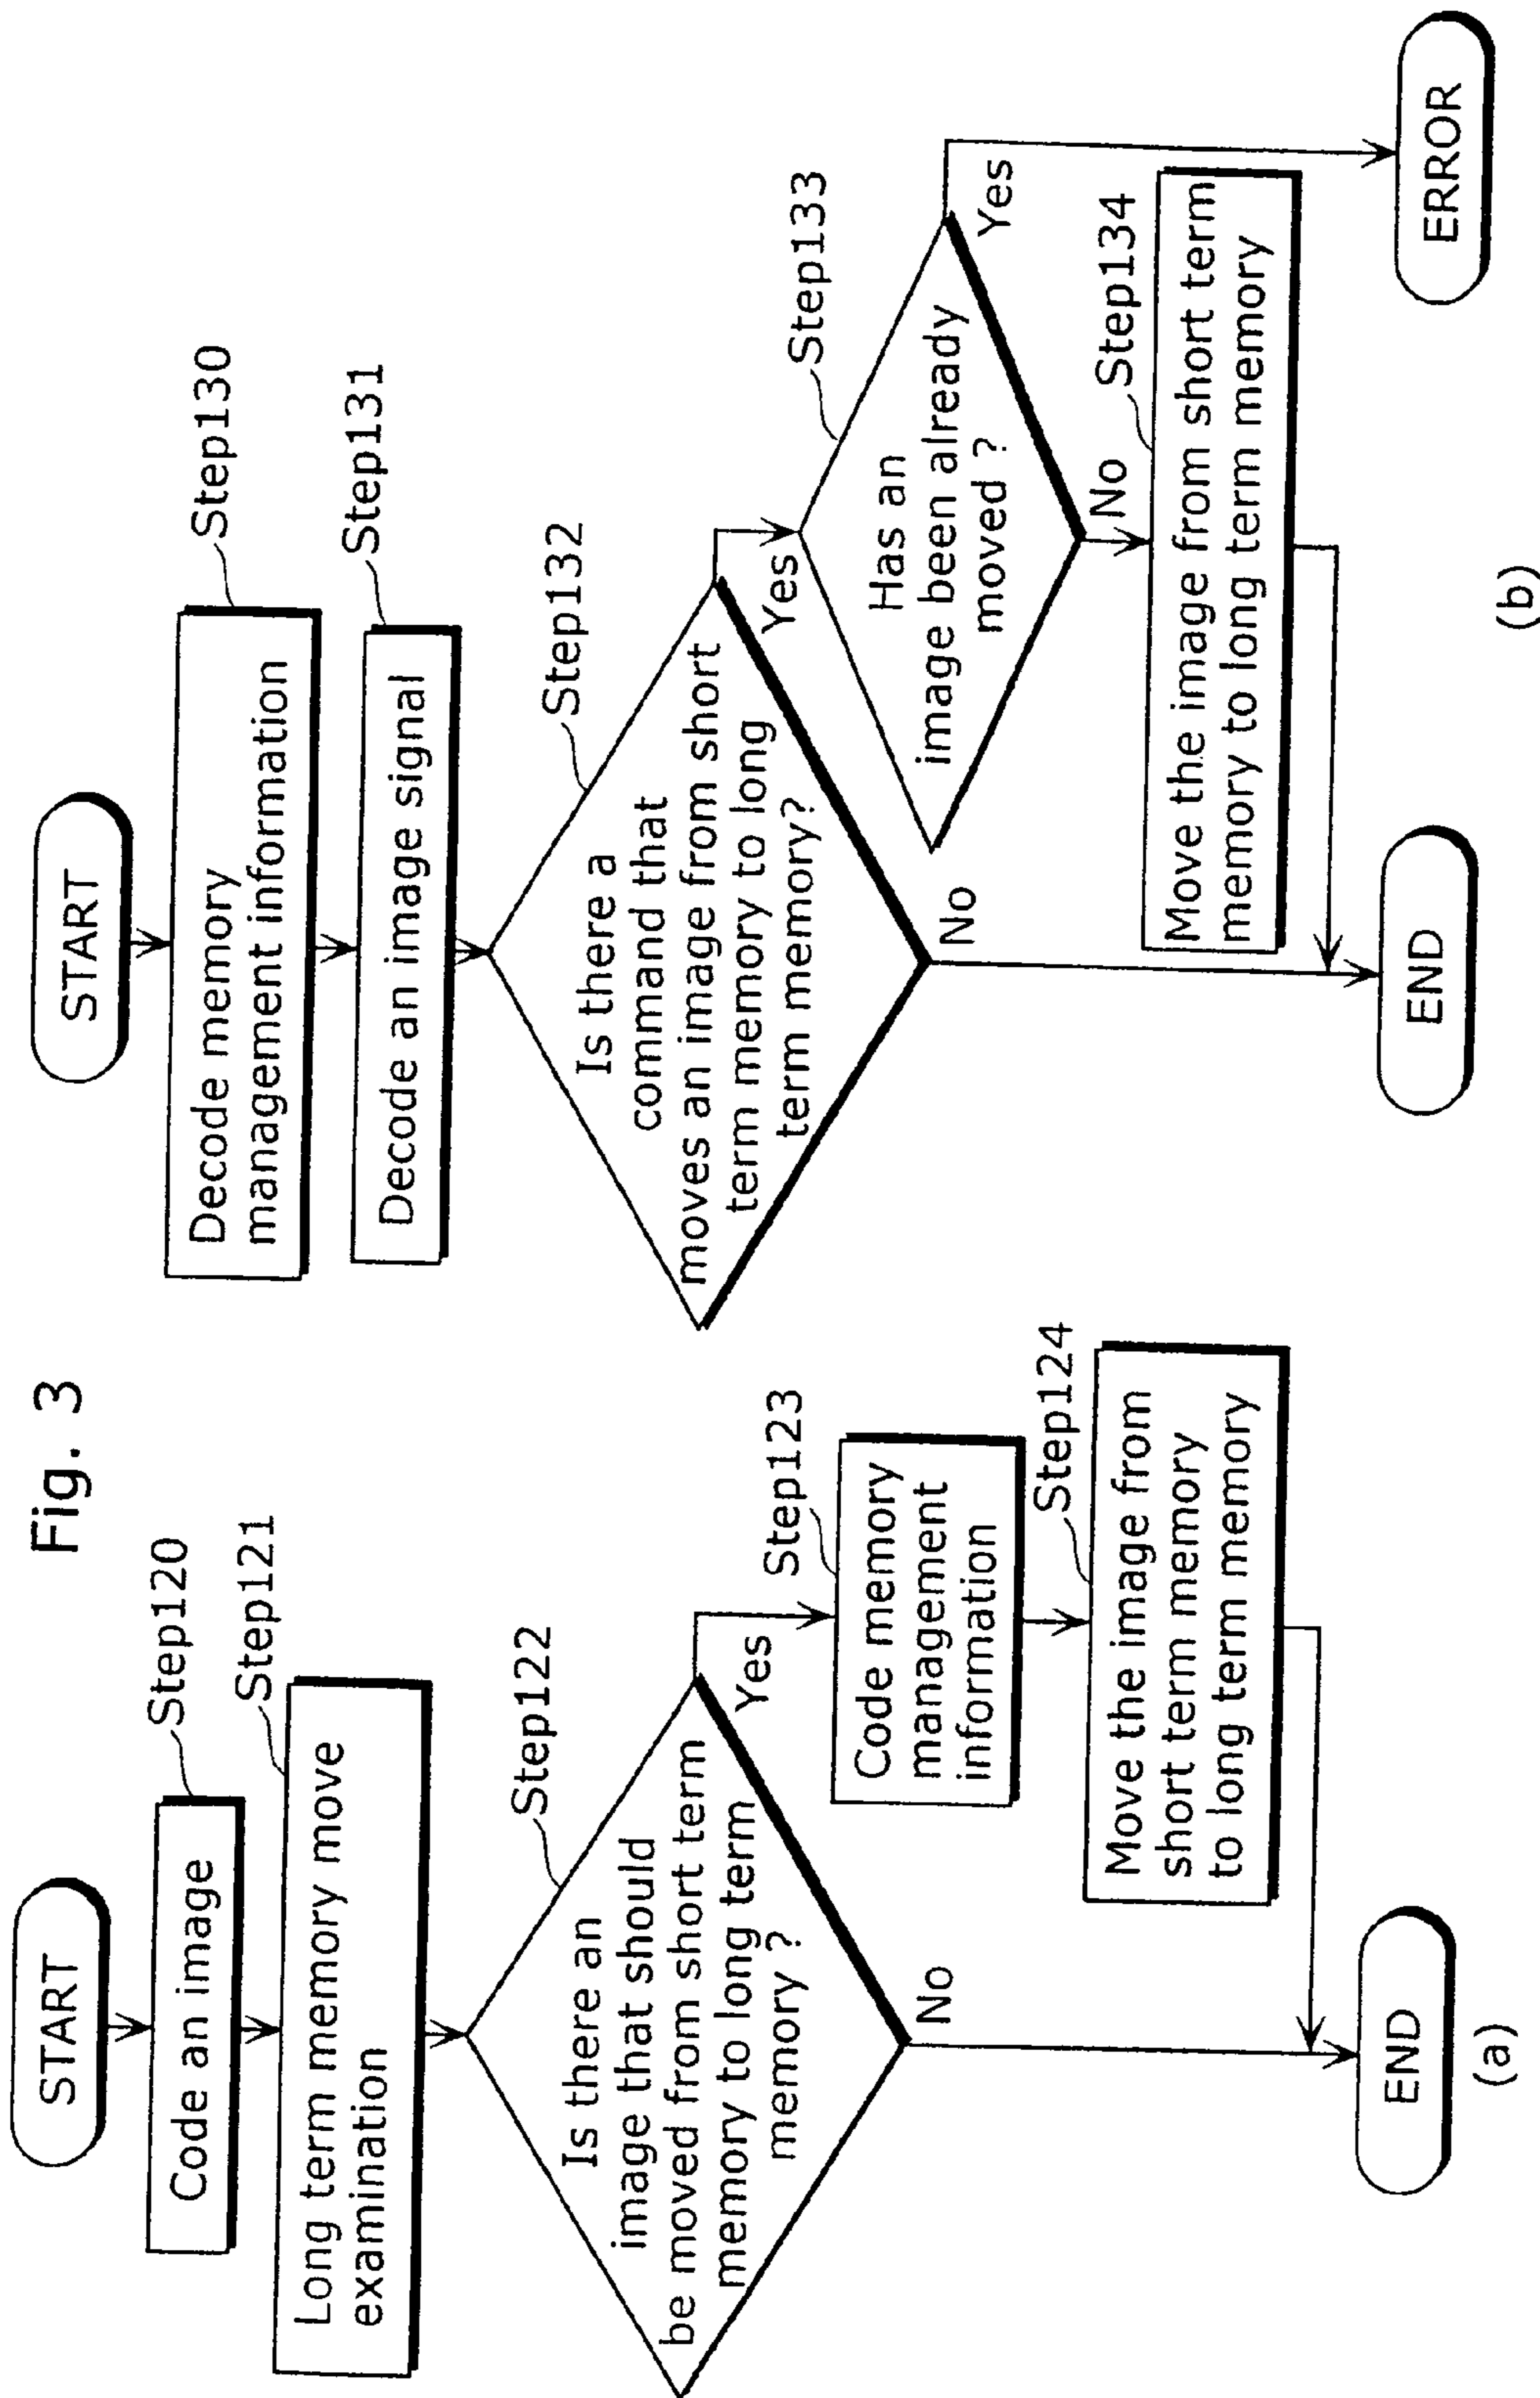 Fig. 3
START
Code an image
Step120
Long term memory move
examination
Step121
Is there an
image that should
be moved from short term
memory to long term
memory ?
Step122
Yes
No
Code memory
management
information
Step123
Move the image from
short term memory
to long term memory
Step124
END
(a)
START
Decode memory
management information
Step130
Decode an image signal
Step131
Is there a
command that
moves an image from short
term memory to long
term memory?
Step132
Yes
No
Has an
image been already
moved ?
Step133
Yes
No
Move the image from short term
memory to long term memory
Step134
END
ERROR
(b)